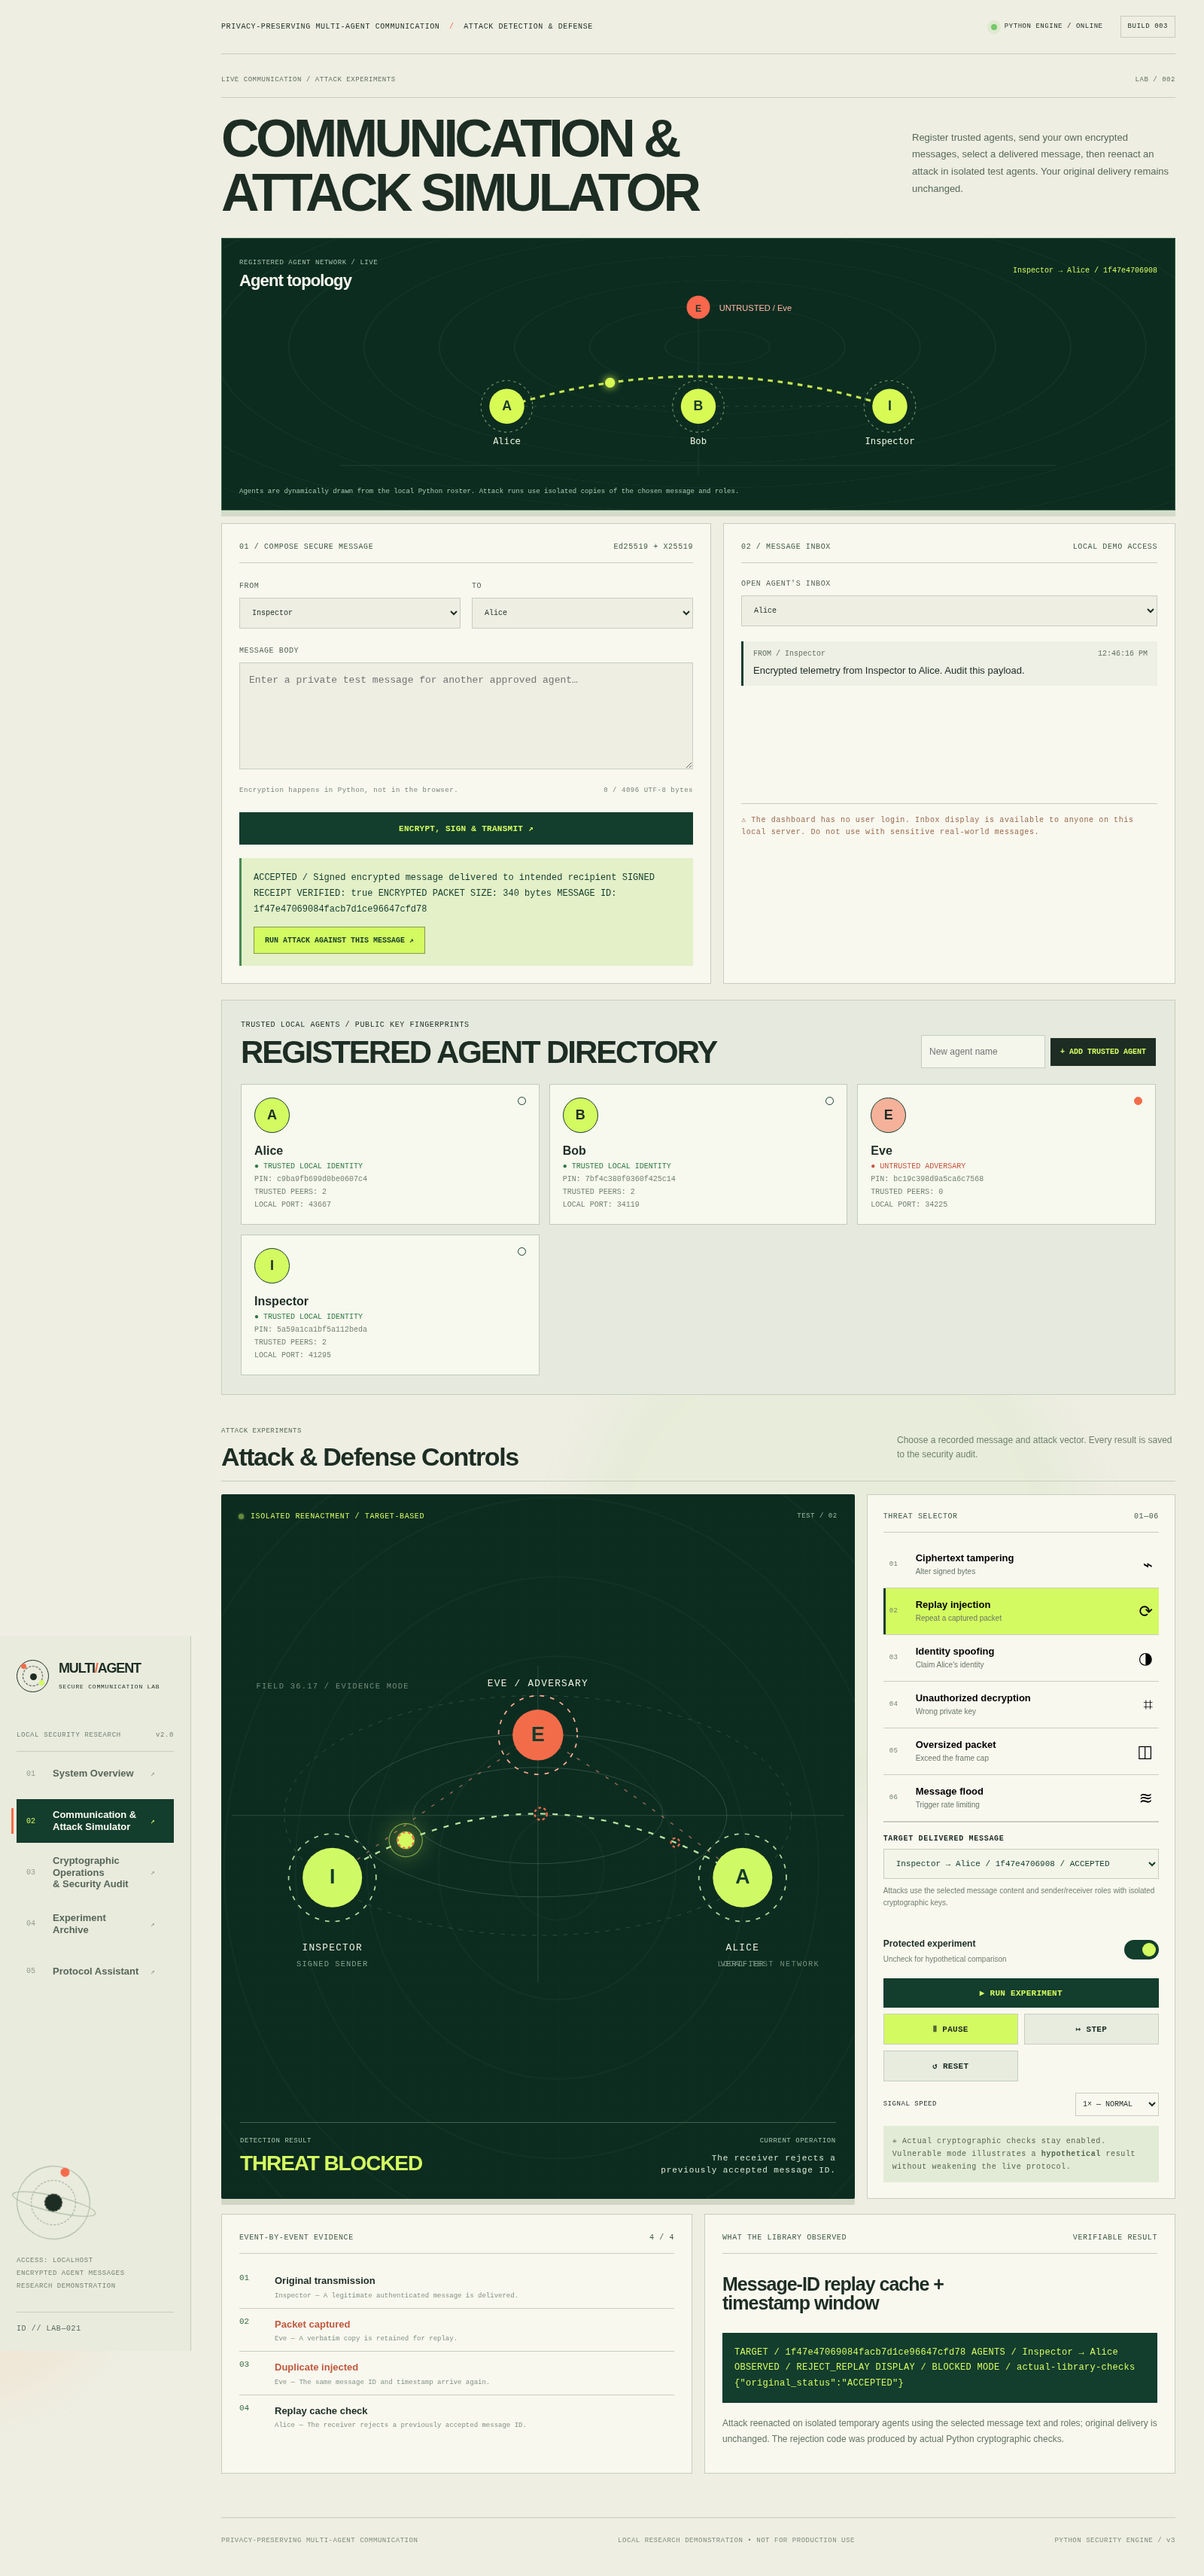 PRIVACY-PRESERVING MULTI-AGENT COMMUNICATION / ATTACK DETECTION & DEFENSE
PYTHON ENGINE / ONLINE
BUILD 003
LIVE COMMUNICATION / ATTACK EXPERIMENTS
LAB / 002
COMMUNICATION &
ATTACK SIMULATOR
Register trusted agents, send your own encrypted
messages, select a delivered message, then reenact an
attack in isolated test agents. Your original delivery remains
unchanged.
REGISTERED AGENT NETWORK / LIVE
Agent topology
Inspector → Alice / 1f47e4706908
E
UNTRUSTED / Eve
A
B
I
Alice
Bob
Inspector
Agents are dynamically drawn from the local Python roster. Attack runs use isolated copies of the chosen message and roles.
01 / COMPOSE SECURE MESSAGE
Ed25519 + X25519
FROM
TO
Inspector
Alice
MESSAGE BODY
Enter a private test message for another approved agent…
Encryption happens in Python, not in the browser.
0 / 4096 UTF-8 bytes
ENCRYPT, SIGN & TRANSMIT ↗
ACCEPTED / Signed encrypted message delivered to intended recipient SIGNED
RECEIPT VERIFIED: true ENCRYPTED PACKET SIZE: 340 bytes MESSAGE ID:
1f47e47069084facb7d1ce96647cfd78
RUN ATTACK AGAINST THIS MESSAGE ↗
02 / MESSAGE INBOX
LOCAL DEMO ACCESS
OPEN AGENT'S INBOX
Alice
FROM / Inspector
12:46:16 PM
Encrypted telemetry from Inspector to Alice. Audit this payload.
⚠ The dashboard has no user login. Inbox display is available to anyone on this
local server. Do not use with sensitive real-world messages.
TRUSTED LOCAL AGENTS / PUBLIC KEY FINGERPRINTS
REGISTERED AGENT DIRECTORY
New agent name
+ ADD TRUSTED AGENT
A
Alice
● TRUSTED LOCAL IDENTITY
PIN: c9ba9fb699d0be0607c4
TRUSTED PEERS: 2
LOCAL PORT: 43667
B
Bob
● TRUSTED LOCAL IDENTITY
PIN: 7bf4c380f0360f425c14
TRUSTED PEERS: 2
LOCAL PORT: 34119
E
Eve
● UNTRUSTED ADVERSARY
PIN: bc19c398d9a5ca6c7568
TRUSTED PEERS: 0
LOCAL PORT: 34225
I
Inspector
● TRUSTED LOCAL IDENTITY
PIN: 5a59a1ca1bf5a112beda
TRUSTED PEERS: 2
LOCAL PORT: 41295
ATTACK EXPERIMENTS
Attack & Defense Controls
Choose a recorded message and attack vector. Every result is saved
to the security audit.
MULTI/AGENT
SECURE COMMUNICATION LAB
LOCAL SECURITY RESEARCH
v2.0
01 System Overview ↗
02 Communication &
Attack Simulator ↗
03 Cryptographic
Operations
& Security Audit ↗
04 Experiment
Archive ↗
05 Protocol Assistant ↗
ACCESS: LOCALHOST
ENCRYPTED AGENT MESSAGES
RESEARCH DEMONSTRATION
ID // LAB—021
ISOLATED REENACTMENT / TARGET-BASED
TEST / 02
FIELD 36.17 / EVIDENCE MODE
EVE / ADVERSARY
E
I
A
INSPECTOR
SIGNED SENDER
ALICE
DETECTION RESULT
THREAT BLOCKED
CURRENT OPERATION
The receiver rejects a
previously accepted message ID.
THREAT SELECTOR
01—06
01 Ciphertext tampering
Alter signed bytes
02 Replay injection
Repeat a captured packet
03 Identity spoofing
Claim Alice's identity
04 Unauthorized decryption
Wrong private key
05 Oversized packet
Exceed the frame cap
06 Message flood
Trigger rate limiting
TARGET DELIVERED MESSAGE
Inspector → Alice / 1f47e4706908 / ACCEPTED
Attacks use the selected message content and sender/receiver roles with isolated
cryptographic keys.
Protected experiment
Uncheck for hypothetical comparison
▶ RUN EXPERIMENT
Ⅱ PAUSE
↦ STEP
↺ RESET
SIGNAL SPEED
1× — NORMAL
✳ Actual cryptographic checks stay enabled.
Vulnerable mode illustrates a hypothetical result
without weakening the live protocol.
EVENT-BY-EVENT EVIDENCE
4 / 4
01 Original transmission
Inspector — A legitimate authenticated message is delivered.
02 Packet captured
Eve — A verbatim copy is retained for replay.
03 Duplicate injected
Eve — The same message ID and timestamp arrive again.
04 Replay cache check
Alice — The receiver rejects a previously accepted message ID.
WHAT THE LIBRARY OBSERVED
VERIFIABLE RESULT
Message-ID replay cache +
timestamp window
TARGET / 1f47e47069084facb7d1ce96647cfd78 AGENTS / Inspector → Alice
OBSERVED / REJECT_REPLAY DISPLAY / BLOCKED MODE / actual-library-checks
{"original_status":"ACCEPTED"}
Attack reenacted on isolated temporary agents using the selected message text and roles; original delivery is
unchanged. The rejection code was produced by actual Python cryptographic checks.
PRIVACY-PRESERVING MULTI-AGENT COMMUNICATION
LOCAL RESEARCH DEMONSTRATION • NOT FOR PRODUCTION USE
PYTHON SECURITY ENGINE / v3